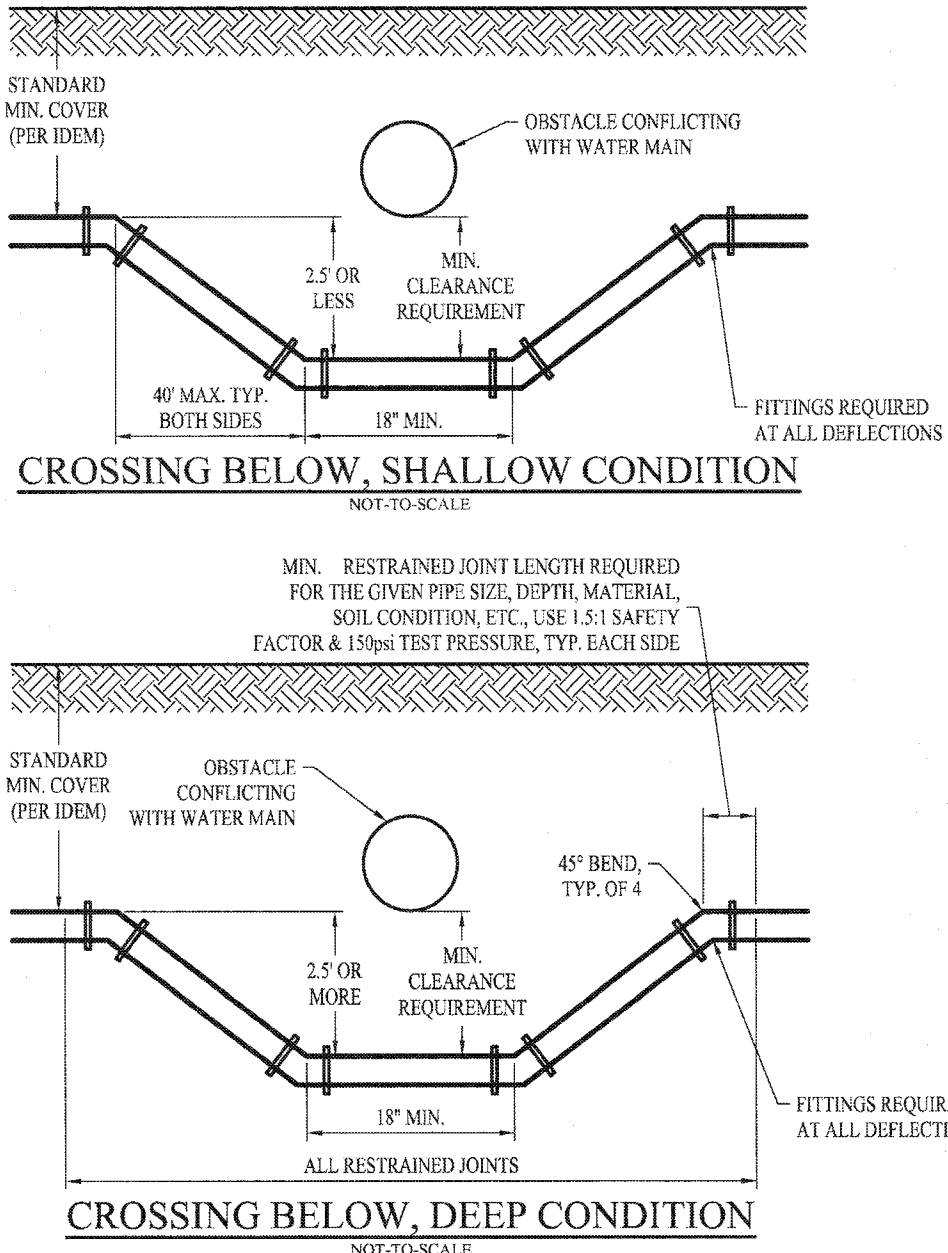 STANDARD
MIN. COVER
(PER IDEM)
OBSTACLE CONFLICTING
WITH WATER MAIN
2.5' OR
LESS
MIN.
CLEARANCE
REQUIREMENT
40' MAX. TYP.
BOTH SIDES
18" MIN.
FITTINGS REQUIRED
AT ALL DEFLECTIONS
CROSSING BELOW, SHALLOW CONDITION
NOT-TO-SCALE
MIN. RESTRAINED JOINT LENGTH REQUIRED
FOR THE GIVEN PIPE SIZE, DEPTH, MATERIAL,
SOIL CONDITION, ETC., USE 1.5:1 SAFETY
FACTOR & 150psi TEST PRESSURE, TYP. EACH SIDE
STANDARD
MIN. COVER
(PER IDEM)
OBSTACLE
CONFLICTING
WITH WATER MAIN
45° BEND,
TYP. OF 4
2.5' OR
MORE
MIN.
CLEARANCE
REQUIREMENT
18" MIN.
FITTINGS REQUIR
AT ALL DEFLECTI
ALL RESTRAINED JOINTS
CROSSING BELOW, DEEP CONDITION
NOT-TO-SCALE